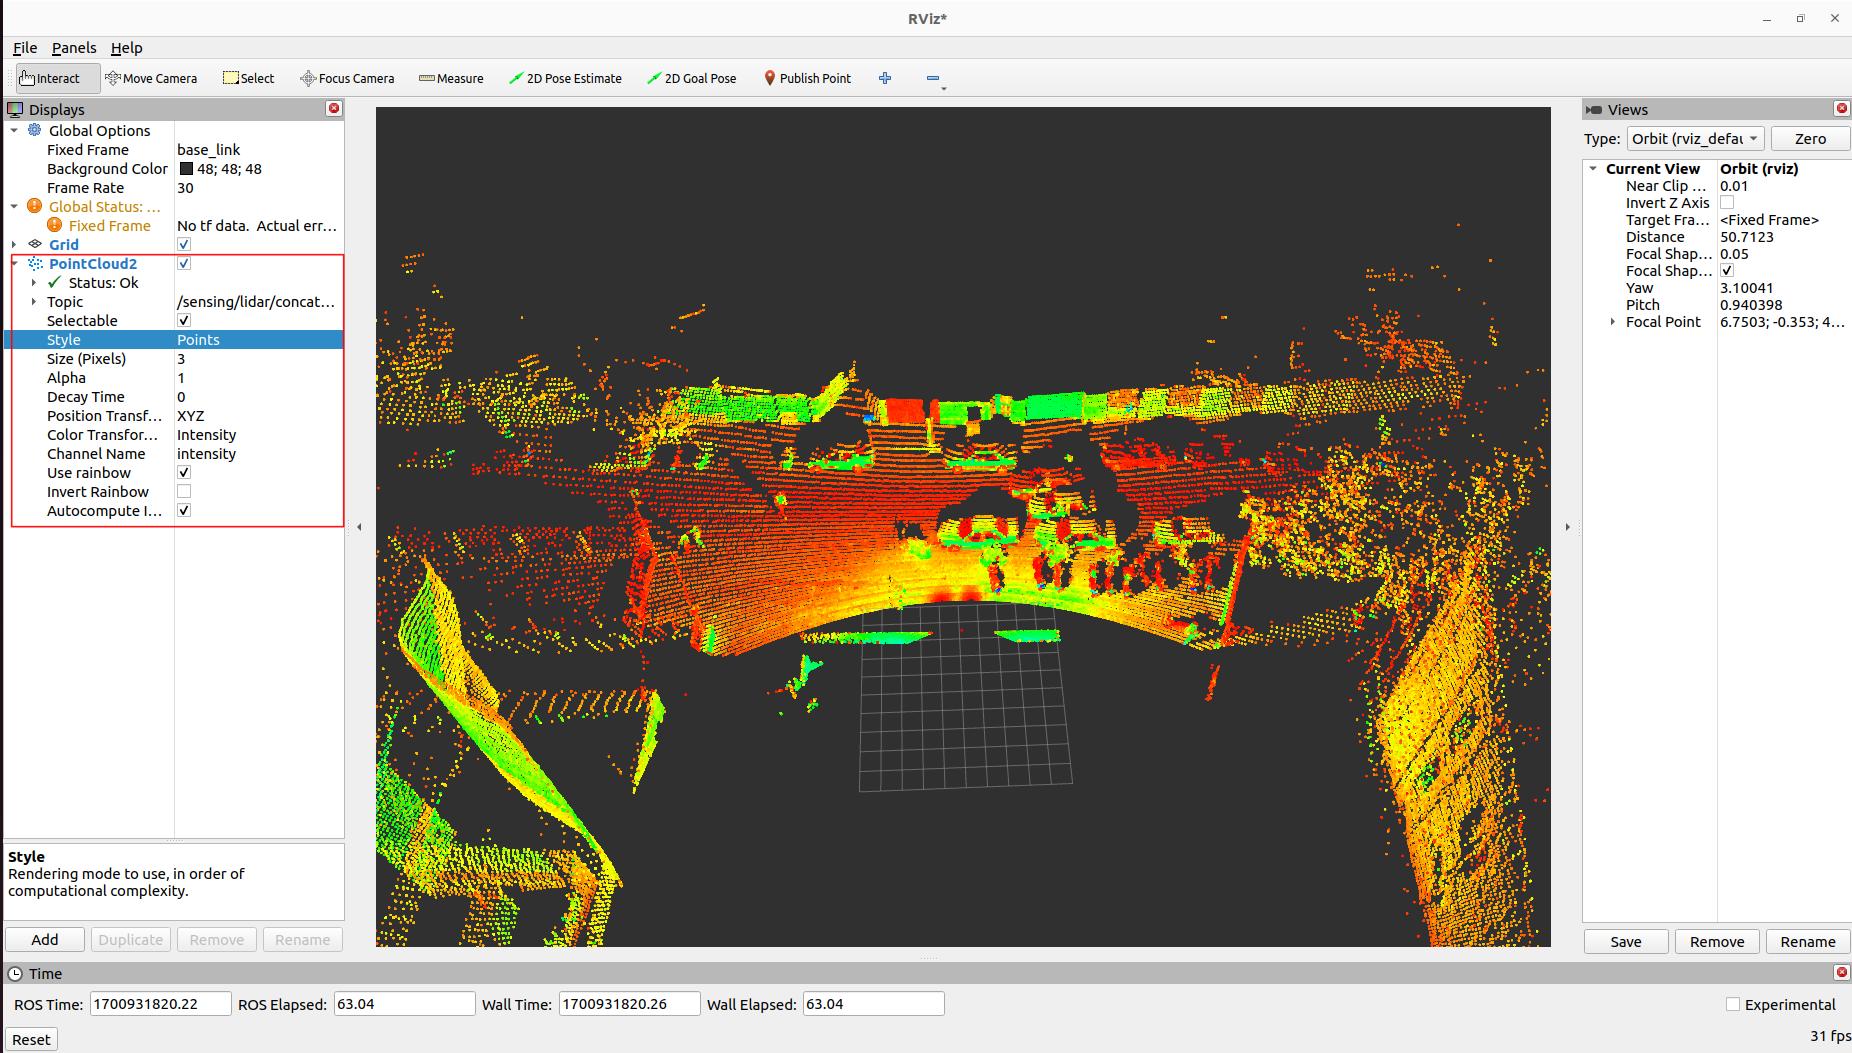 RViz*
File Panels Help
Interact Move Camera Select Focus Camera Measure 2D Pose Estimate 2D Goal Pose Publish Point
Displays
Global Options
Fixed Frame base_link
Background Color 48; 48; 48
Frame Rate 30
Global Status: ...
Fixed Frame No tf data. Actual err...
Grid
PointCloud2
Status: Ok
Topic /sensing/lidar/concat...
Selectable
Style Points
Size (Pixels) 3
Alpha 1
Decay Time 0
Position Transf... XYZ
Color Transfor... Intensity
Channel Name intensity
Use rainbow
Invert Rainbow
Autocompute I...
Style
Rendering mode to use, in order of
computational complexity.
Add Duplicate Remove Rename
Views
Type: Orbit (rviz_defau Zero
Current View Orbit (rviz)
Near Clip ... 0.01
Invert Z Axis
Target Fra... <Fixed Frame>
Distance 50.7123
Focal Shap... 0.05
Focal Shap...
Yaw 3.10041
Pitch 0.940398
Focal Point 6.7503; -0.353; 4...
Save Remove Rename
Time
ROS Time: 1700931820.22 ROS Elapsed: 63.04 Wall Time: 1700931820.26 Wall Elapsed: 63.04 Experimental
Reset 31 fps